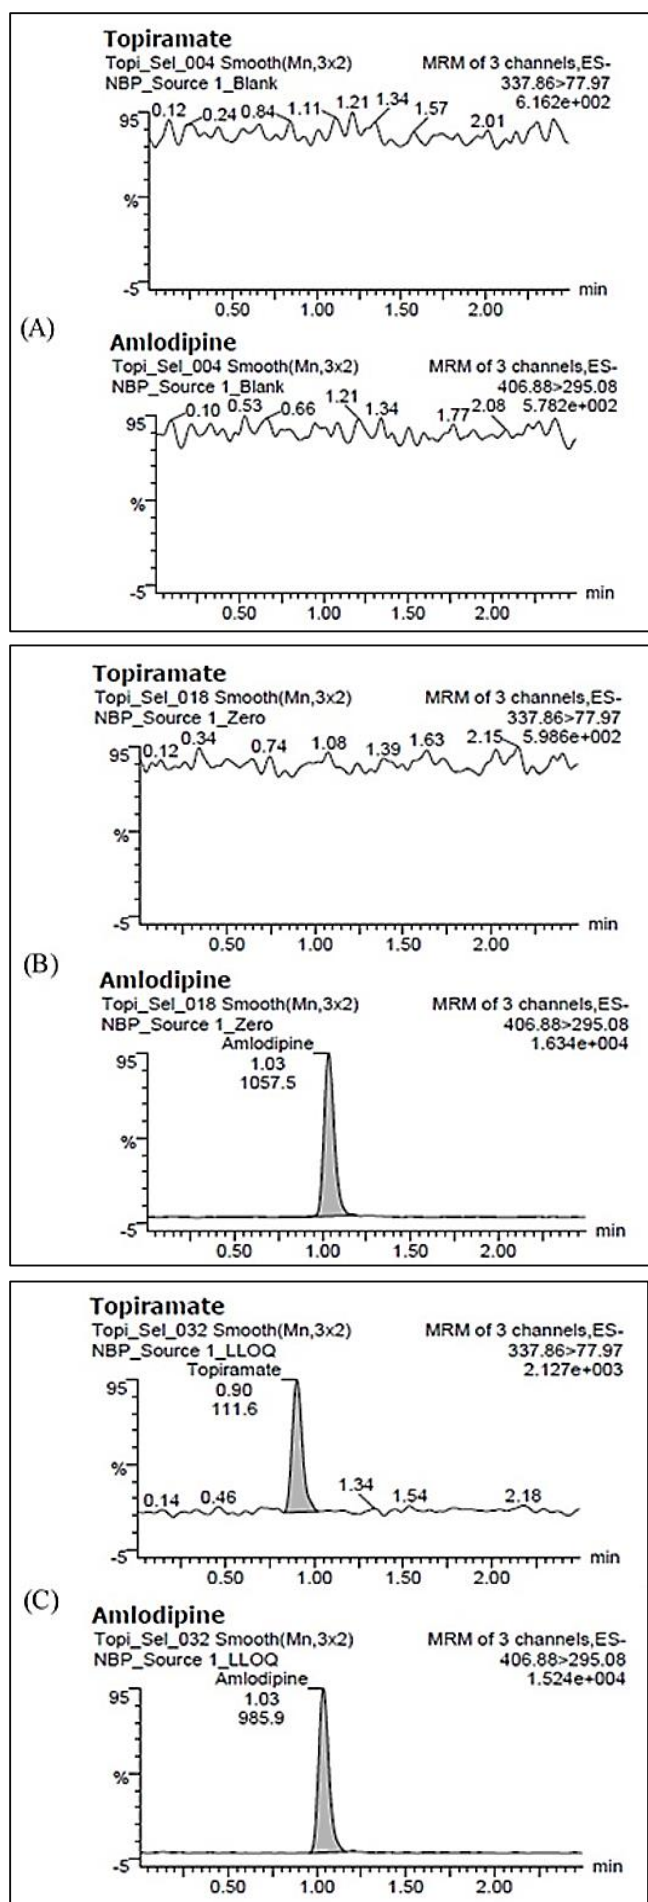 Topiramate
Topi_Sel_004 Smooth(Mn,3x2) MRM of 3 channels,ES-
NBP_Source 1_Blank 337.86>77.97
6.162e+002
95 0.12 0.24 0.84 1.11 1.21 1.34 1.57 2.01
%
-5 min
0.50 1.00 1.50 2.00
(A)
Amlodipine
Topi_Sel_004 Smooth(Mn,3x2) MRM of 3 channels,ES-
NBP_Source 1_Blank 406.88>295.08
5.782e+002
95 0.10 0.53 0.66 1.21 1.34 1.77 2.08
%
-5 min
0.50 1.00 1.50 2.00
Topiramate
Topi_Sel_018 Smooth(Mn,3x2) MRM of 3 channels,ES-
NBP_Source 1_Zero 337.86>77.97
5.986e+002
95 0.12 0.34 0.74 1.08 1.39 1.63 2.15
%
-5 min
0.50 1.00 1.50 2.00
(B)
Amlodipine
Topi_Sel_018 Smooth(Mn,3x2) MRM of 3 channels,ES-
NBP_Source 1_Zero 406.88>295.08
Amlodipine 1.634e+004
95 1.03
1057.5
%
-5 min
0.50 1.00 1.50 2.00
Topiramate
Topi_Sel_032 Smooth(Mn,3x2) MRM of 3 channels,ES-
NBP_Source 1_LLOQ 337.86>77.97
Topiramate 2.127e+003
95 0.90
111.6
%
0.14 0.46 1.34 1.54 2.18
-5 min
0.50 1.00 1.50 2.00
(C)
Amlodipine
Topi_Sel_032 Smooth(Mn,3x2) MRM of 3 channels,ES-
NBP_Source 1_LLOQ 406.88>295.08
Amlodipine 1.524e+004
95 1.03
985.9
%
-5 min
0.50 1.00 1.50 2.00